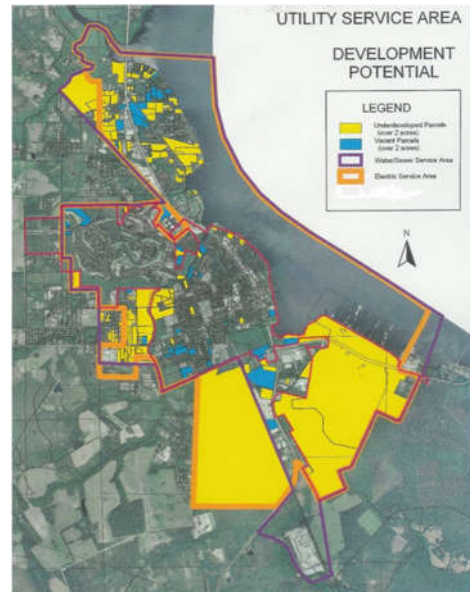 UTILITY SERVICE AREA
DEVELOPMENT
POTENTIAL
LEGEND
Underdeveloped Parcels
(over 2 acres)
Vacant Parcels
(over 2 acres)
Water/Sewer Service Area
Electric Service Area
N